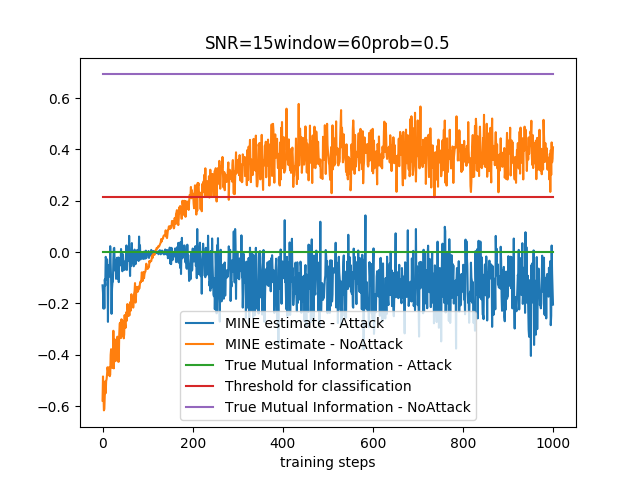 SNR=15window=60prob=0.5
0.6
0.4
0.2
0.0
−0.2
−0.4
−0.6
MINE estimate - Attack
MINE estimate - NoAttack
True Mutual Information - Attack
Threshold for classification
True Mutual Information - NoAttack
0 200 400 600 800 1000
training steps